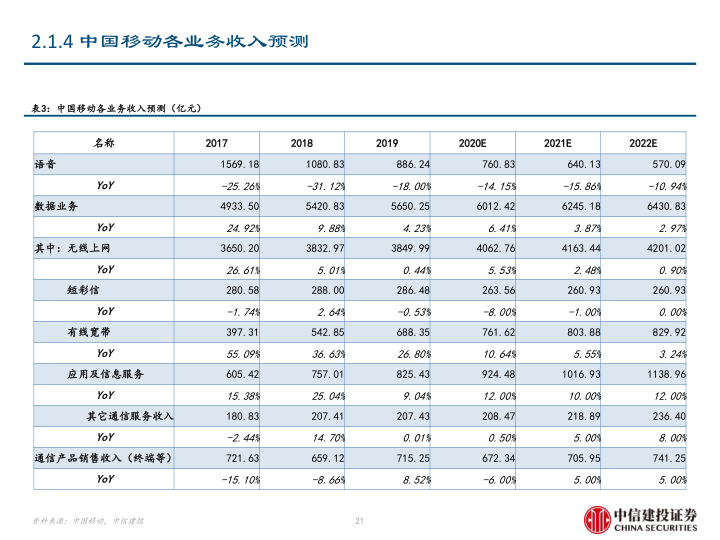 2.1.4 中国移动各业务收入预测
表3：中国移动各业务收入预测（亿元）
名称 2017 2018 2019 2020E 2021E 2022E
语音 1569.18 1080.83 886.24 760.83 640.13 570.09
YoY -25.26% -31.12% -18.00% -14.15% -15.86% -10.94%
数据业务 4933.50 5420.83 5650.25 6012.42 6245.18 6430.83
YoY 24.92% 9.88% 4.23% 6.41% 3.87% 2.97%
其中：无线上网 3650.20 3832.97 3849.99 4062.76 4163.44 4201.02
YoY 26.61% 5.01% 0.44% 5.53% 2.48% 0.90%
短彩信 280.58 288.00 286.48 263.56 260.93 260.93
YoY -1.74% 2.64% -0.53% -8.00% -1.00% 0.00%
有线宽带 397.31 542.85 688.35 761.62 803.88 829.92
YoY 55.09% 36.63% 26.80% 10.64% 5.55% 3.24%
应用及信息服务 605.42 757.01 825.43 924.48 1016.93 1138.96
YoY 15.38% 25.04% 9.04% 12.00% 10.00% 12.00%
其它通信服务收入 180.83 207.41 207.43 208.47 218.89 236.40
YoY -2.44% 14.70% 0.01% 0.50% 5.00% 8.00%
通信产品销售收入（终端等） 721.63 659.12 715.25 672.34 705.95 741.25
YoY -15.10% -8.66% 8.52% -6.00% 5.00% 5.00%
资料来源：中国移动，中信建投
21
中信建投证券
CHINA SECURITIES